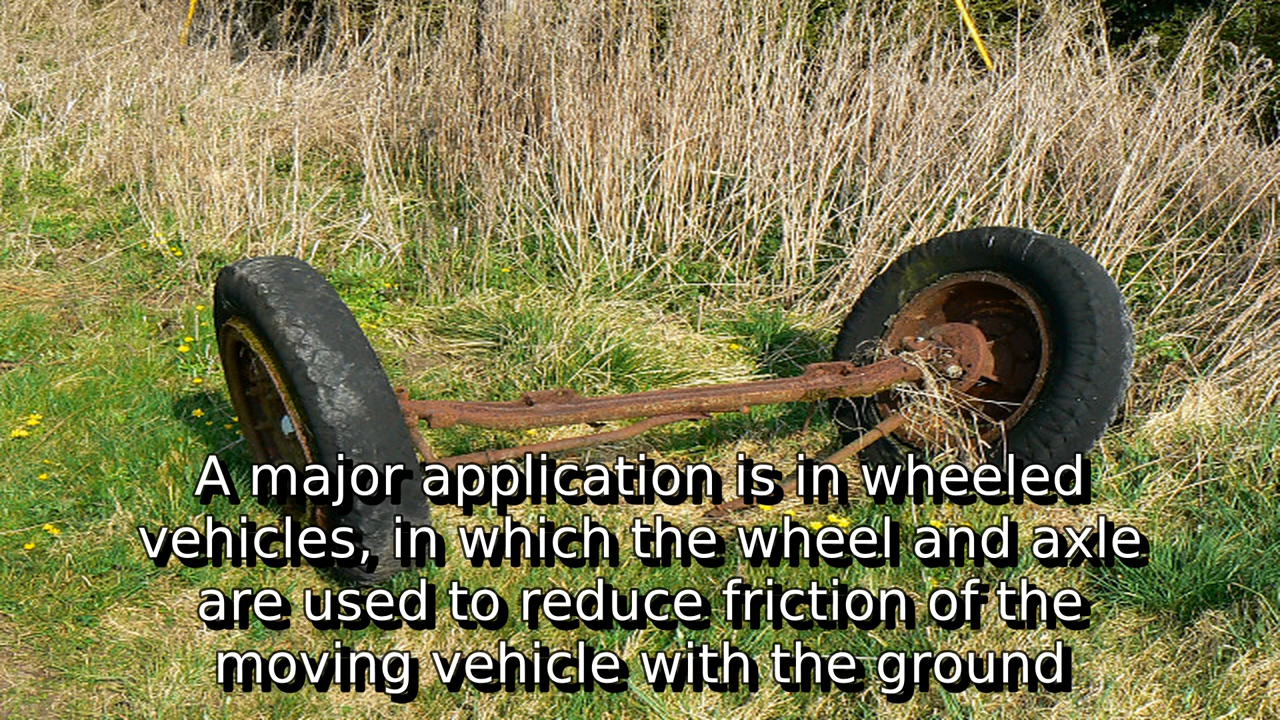 A major application is in wheeled
vehicles, in which the wheel and axle
are used to reduce friction of the
moving vehicle with the ground